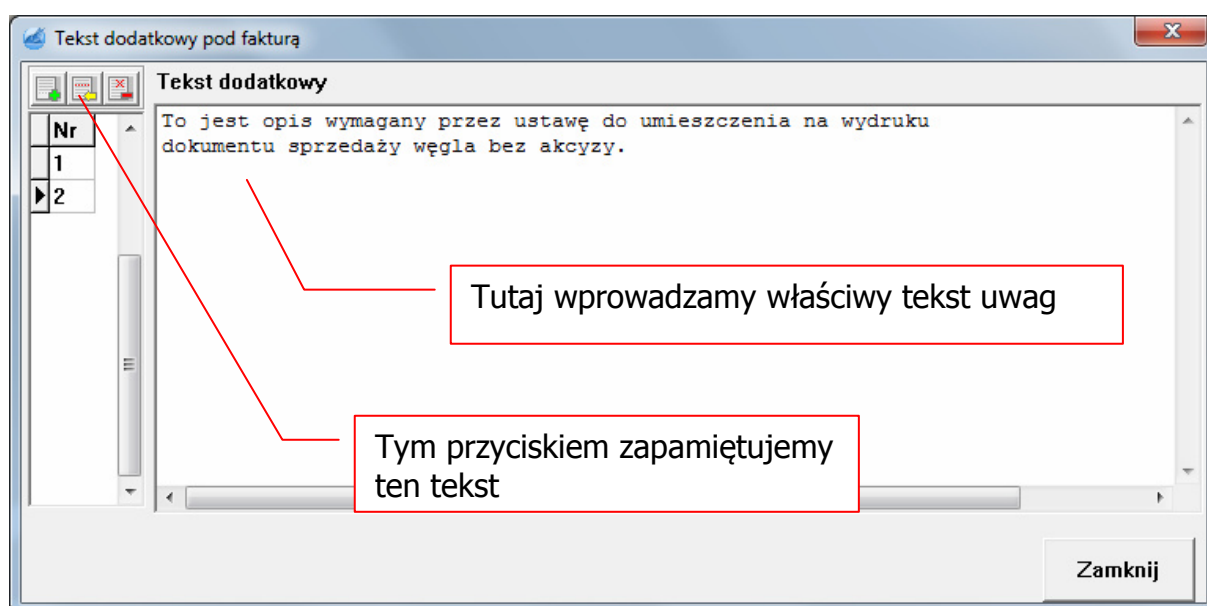 Tekst dodatkowy pod fakturą
x
Tekst dodatkowy
Nr
1
2
To jest opis wymagany przez ustawę do umieszczenia na wydruku
dokumentu sprzedaży węgla bez akcyzy.
Tutaj wprowadzamy właściwy tekst uwag
Tym przyciskiem zapamiętujemy
ten tekst
Zamknij